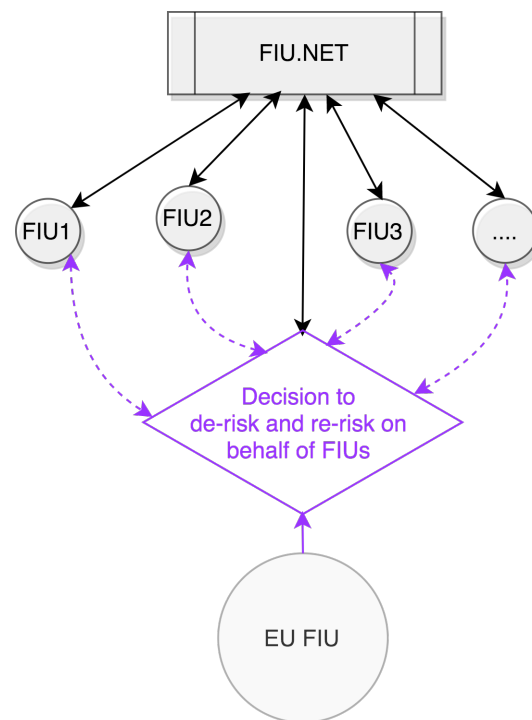 FIU.NET
FIU1
FIU2
FIU3
....
Decision to
de-risk and re-risk on
behalf of FIUs
EU FIU